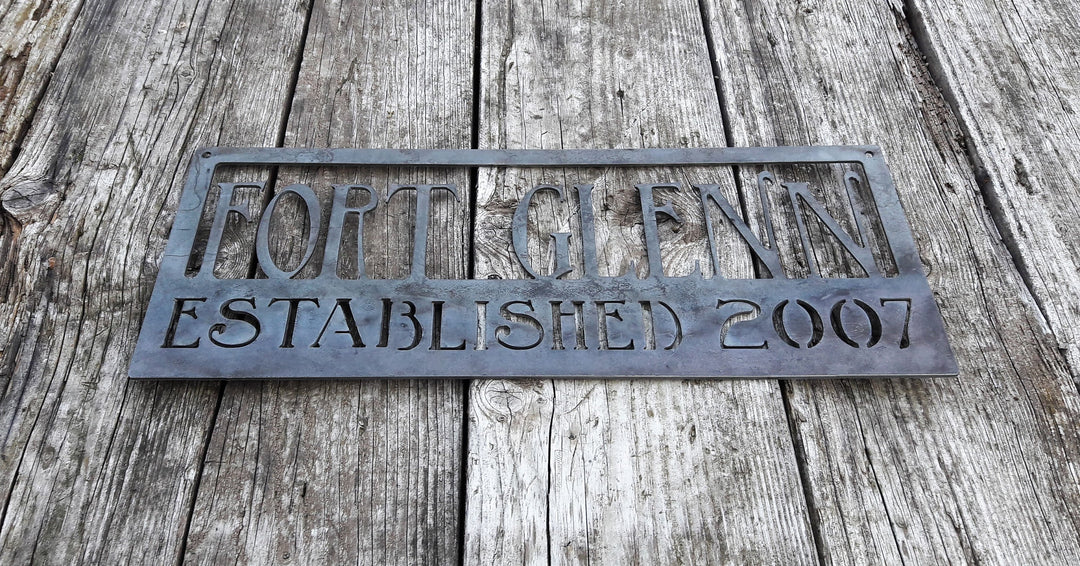 FORT GLENN
ESTABLISHED 2007